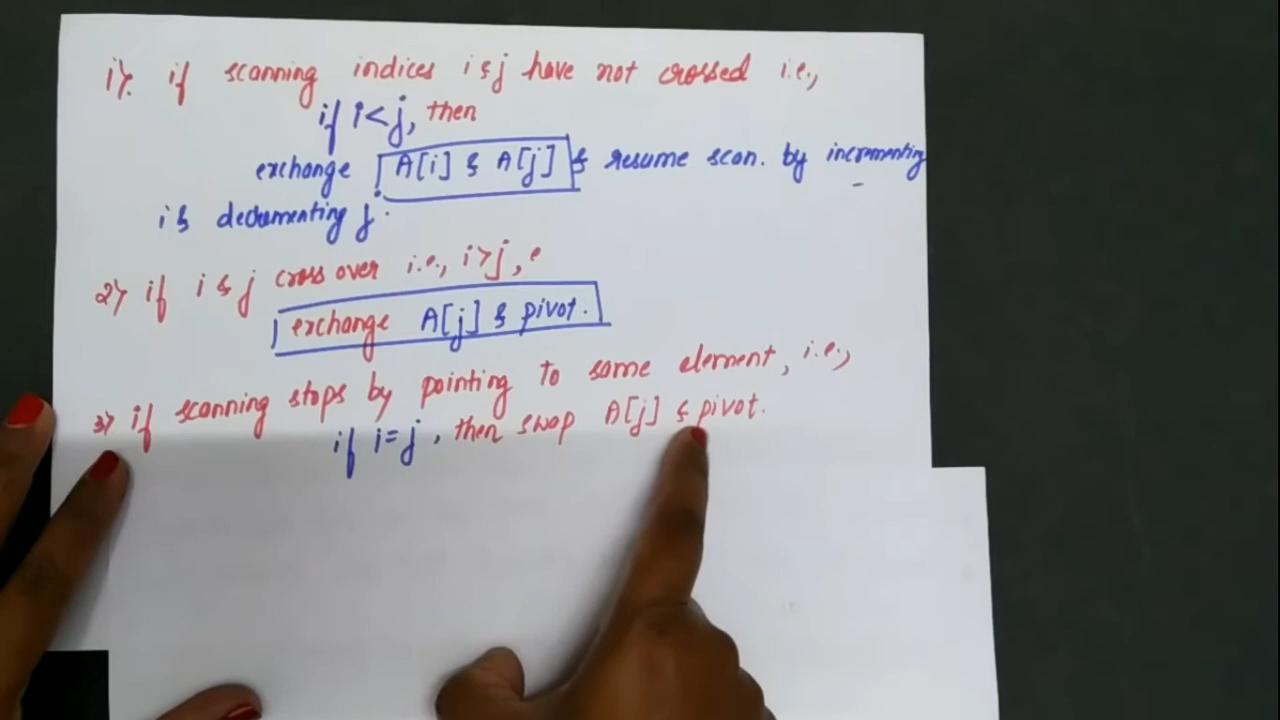 1) if scanning indices i & j have not crossed i.e.,
if i<j, then
exchange A[i] & A[j] & resume scan. by incrementing
i & decrementing j.
2) if i & j cross over i.e., i>j, e
exchange A[j] & pivot.
3) if scanning stops by pointing to some element, i.e.,
if i=j, then swap A[j] & pivot.